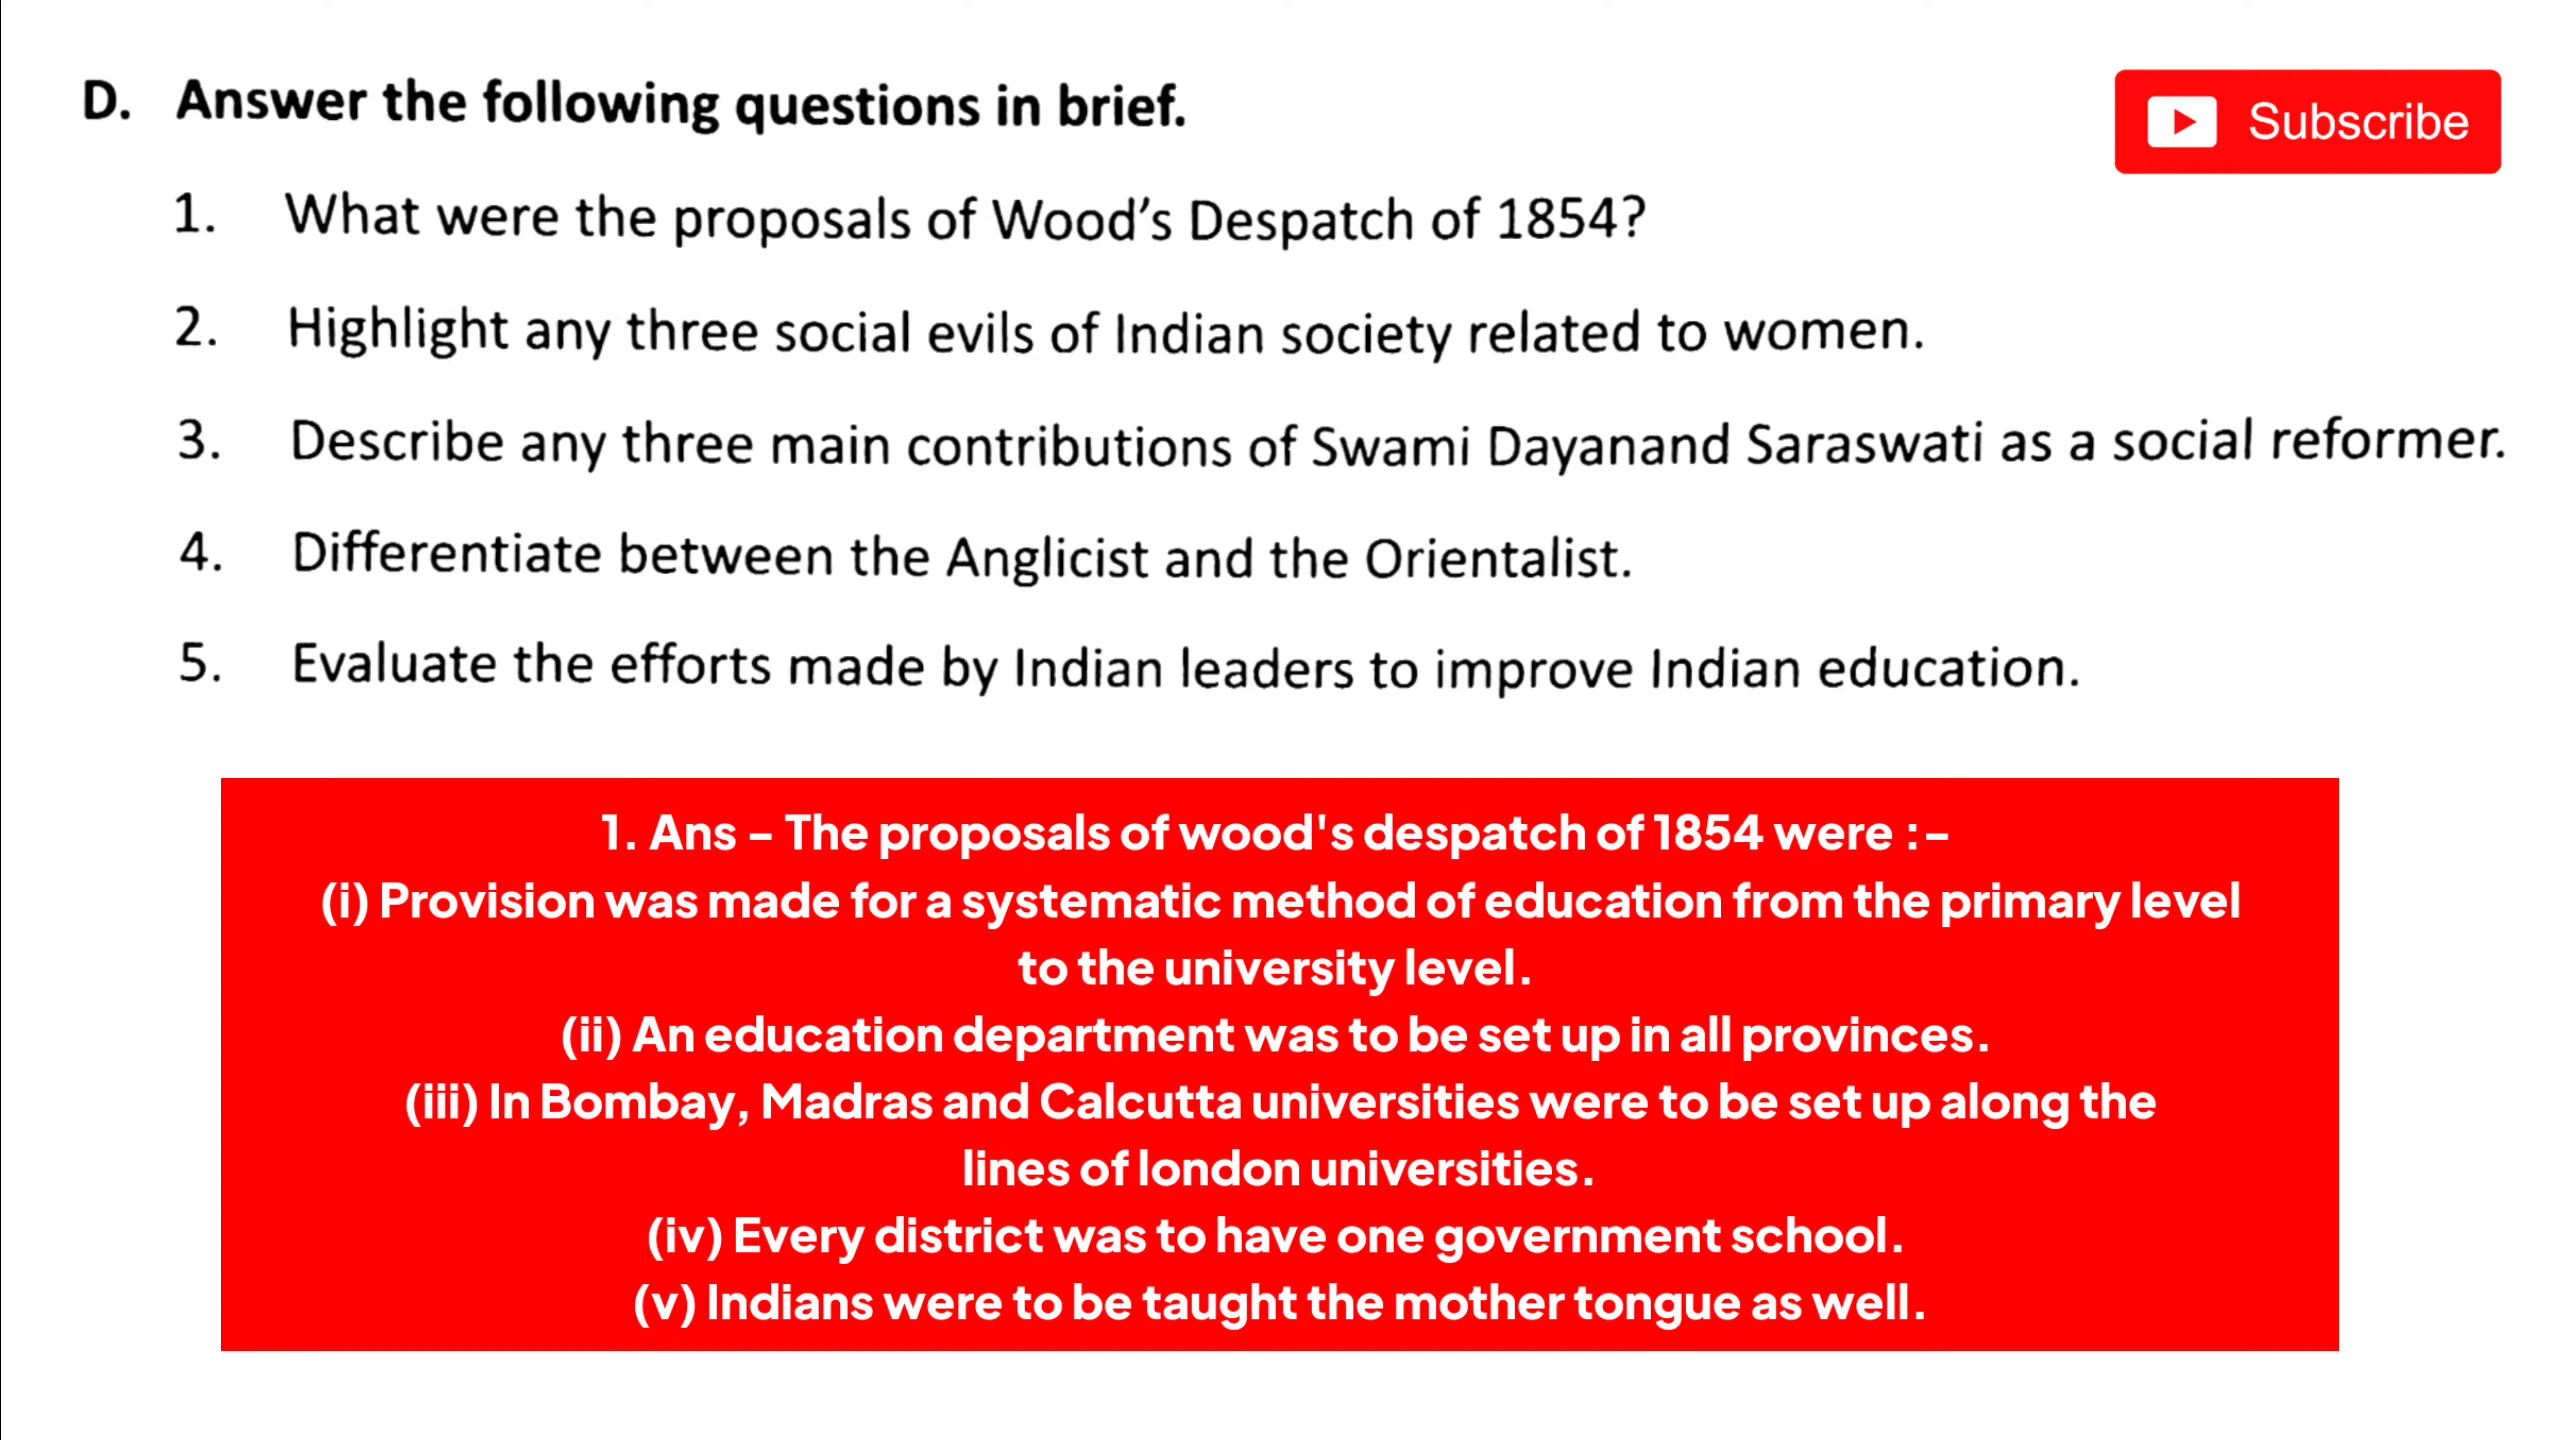 D. Answer the following questions in brief.
Subscribe
1. What were the proposals of Wood’s Despatch of 1854?
2. Highlight any three social evils of Indian society related to women.
3. Describe any three main contributions of Swami Dayanand Saraswati as a social reformer.
4. Differentiate between the Anglicist and the Orientalist.
5. Evaluate the efforts made by Indian leaders to improve Indian education.
1. Ans - The proposals of wood's despatch of 1854 were :-
(i) Provision was made for a systematic method of education from the primary level
to the university level.
(ii) An education department was to be set up in all provinces.
(iii) In Bombay, Madras and Calcutta universities were to be set up along the
lines of london universities.
(iv) Every district was to have one government school.
(v) Indians were to be taught the mother tongue as well.